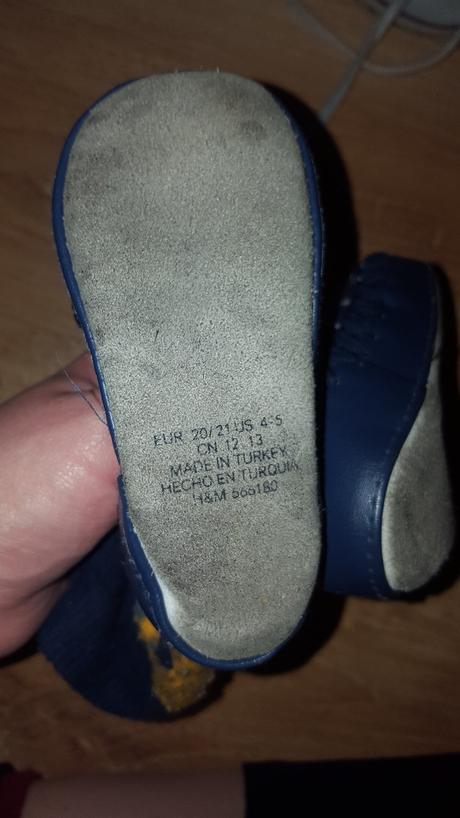 EUR 20/21 US 4-5
CN 12 13
MADE IN TURKEY
HECHO EN TURQUIA
H&M 566180